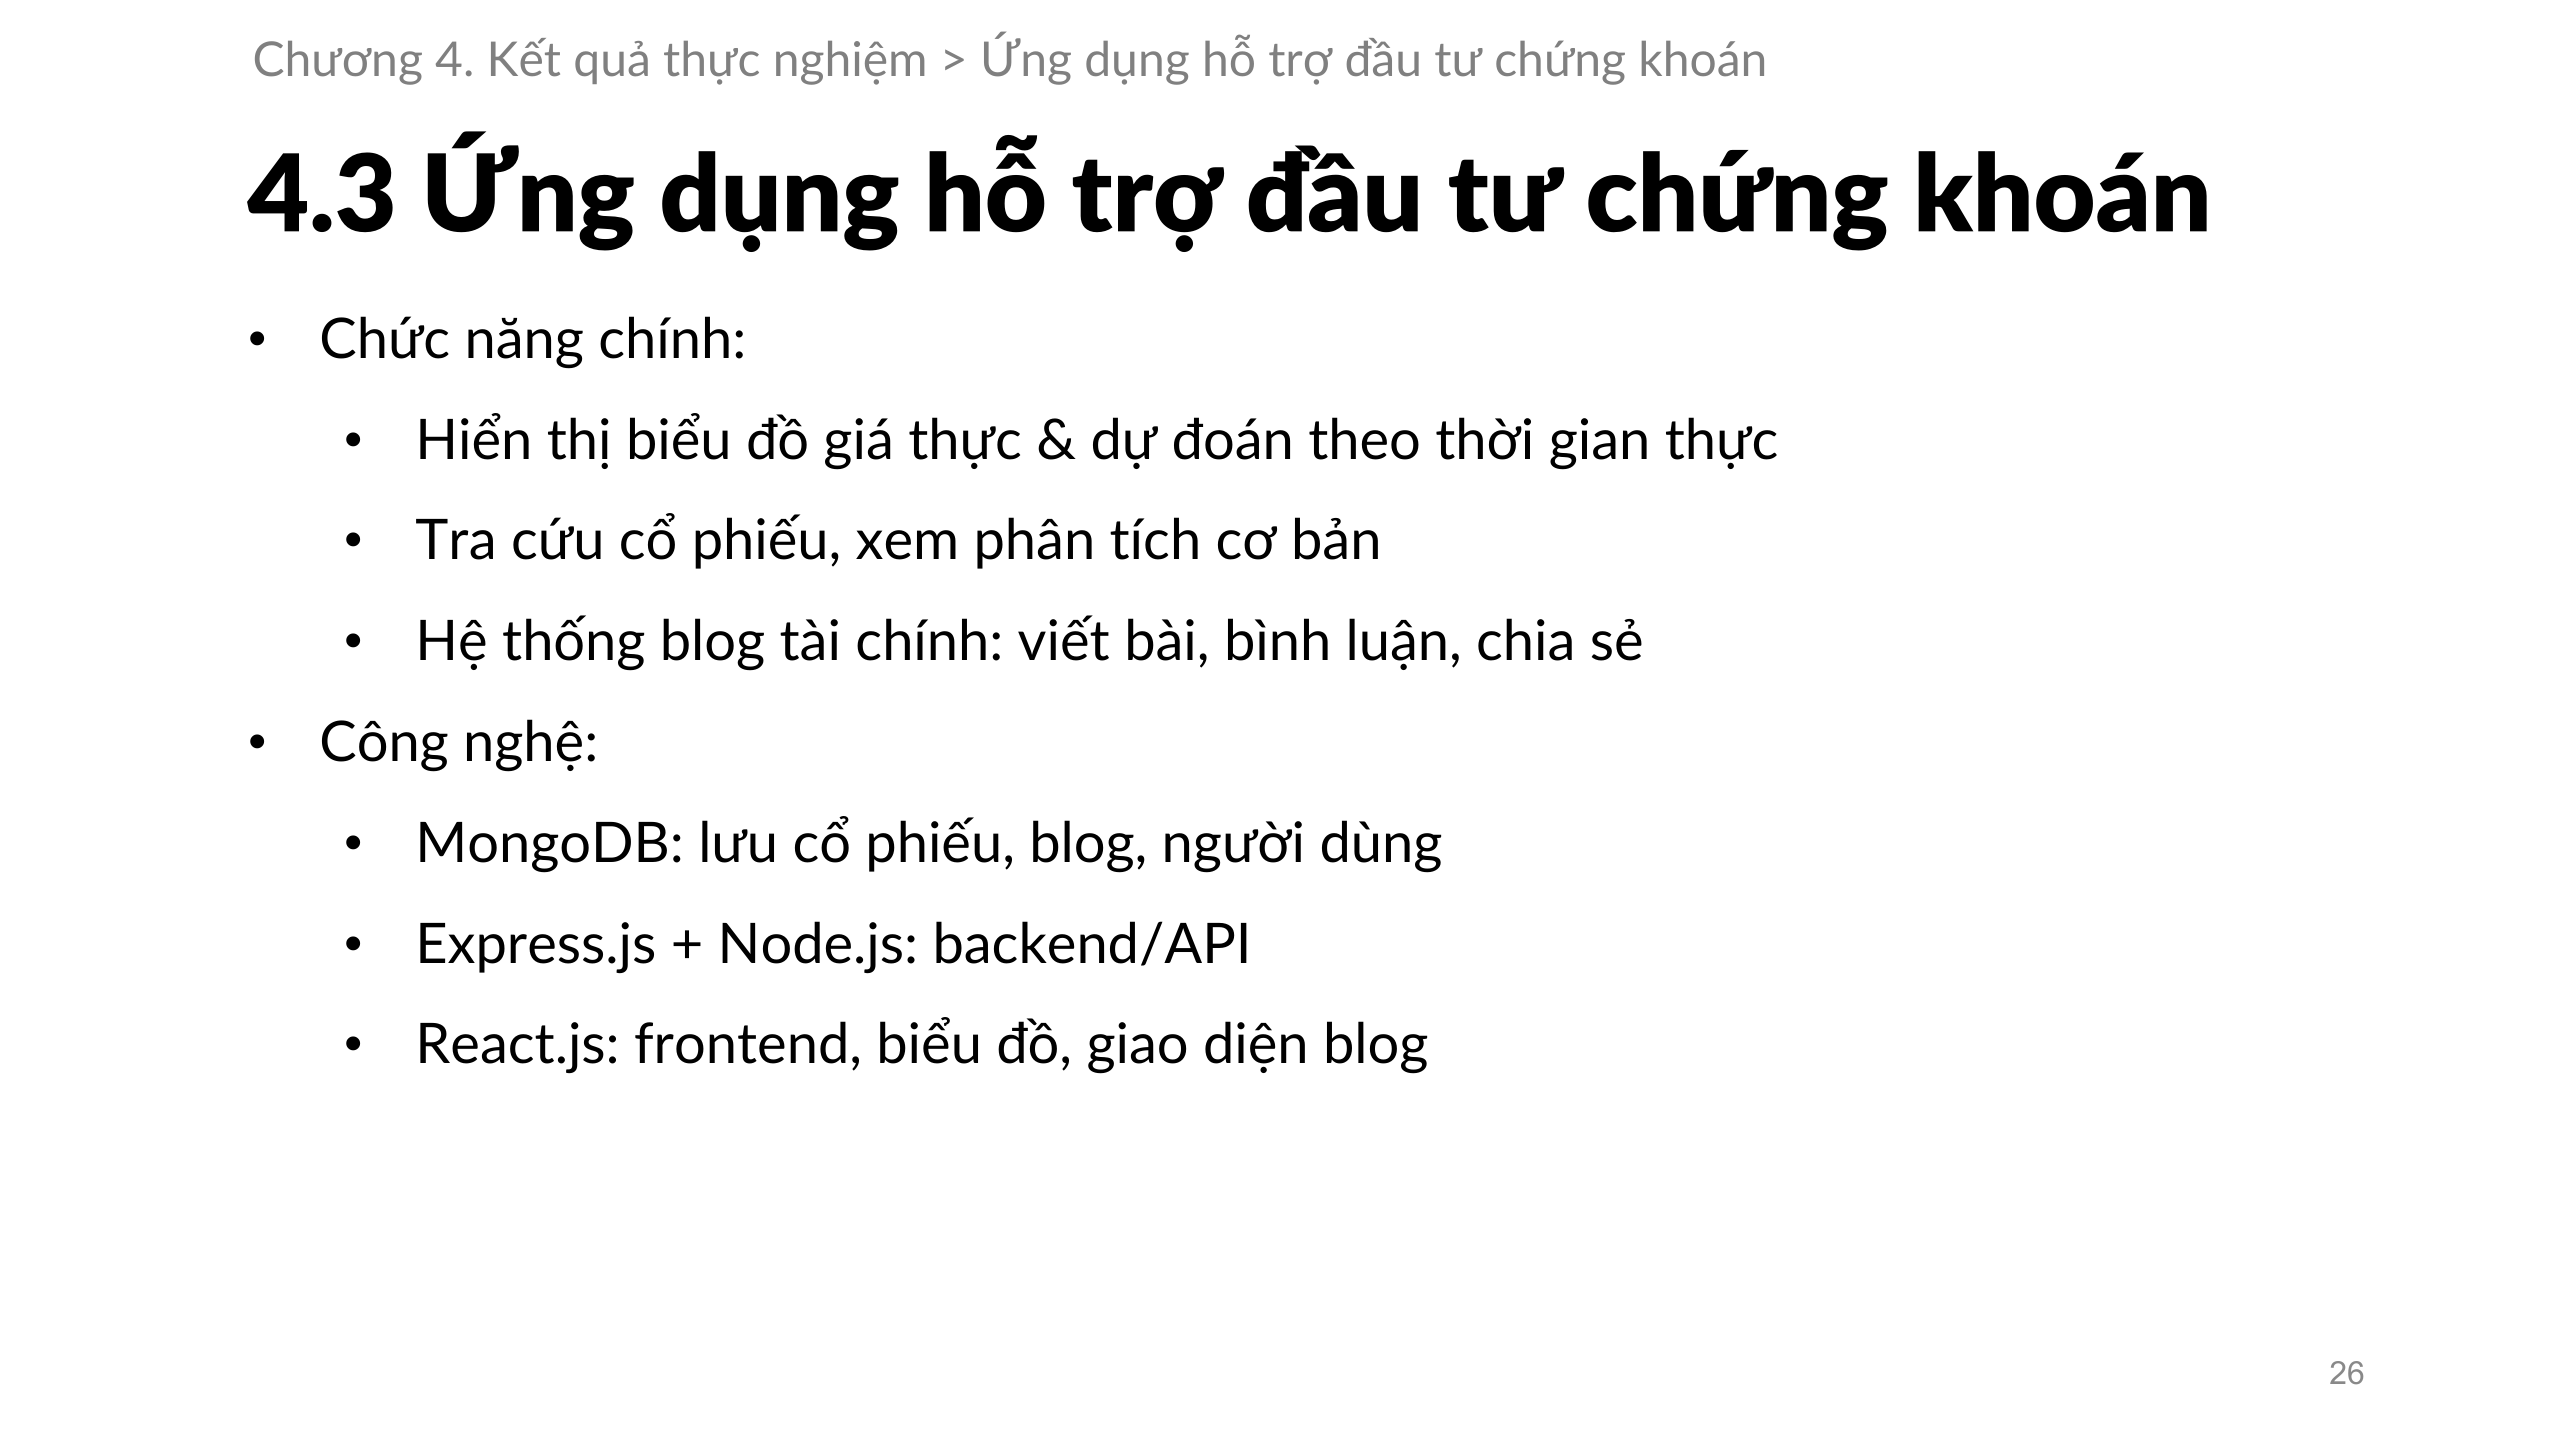 Chương 4. Kết quả thực nghiệm > Ứng dụng hỗ trợ đầu tư chứng khoán
4.3 Ứng dụng hỗ trợ đầu tư chứng khoán
• Chức năng chính:
• Hiển thị biểu đồ giá thực & dự đoán theo thời gian thực
• Tra cứu cổ phiếu, xem phân tích cơ bản
• Hệ thống blog tài chính: viết bài, bình luận, chia sẻ
• Công nghệ:
• MongoDB: lưu cổ phiếu, blog, người dùng
• Express.js + Node.js: backend/API
• React.js: frontend, biểu đồ, giao diện blog
26